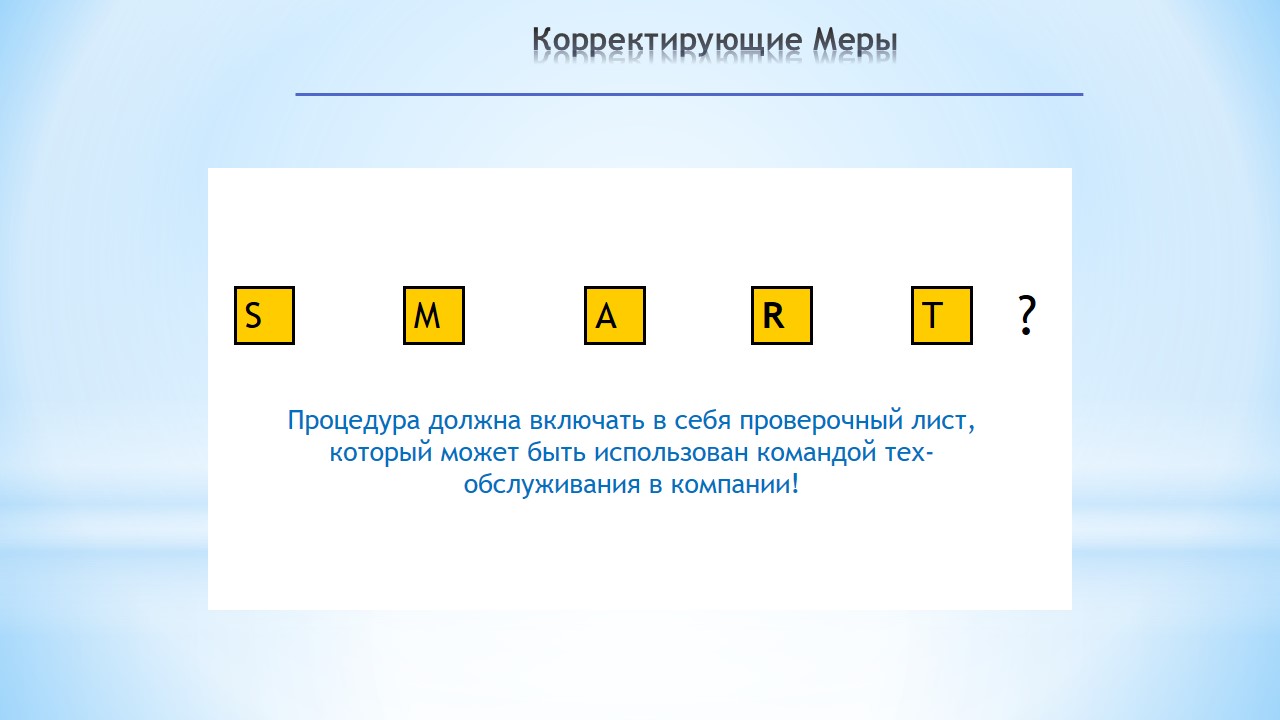 Корректирующие Меры
S M A R T ?
Процедура должна включать в себя проверочный лист,
который может быть использован командой тех-
обслуживания в компании!